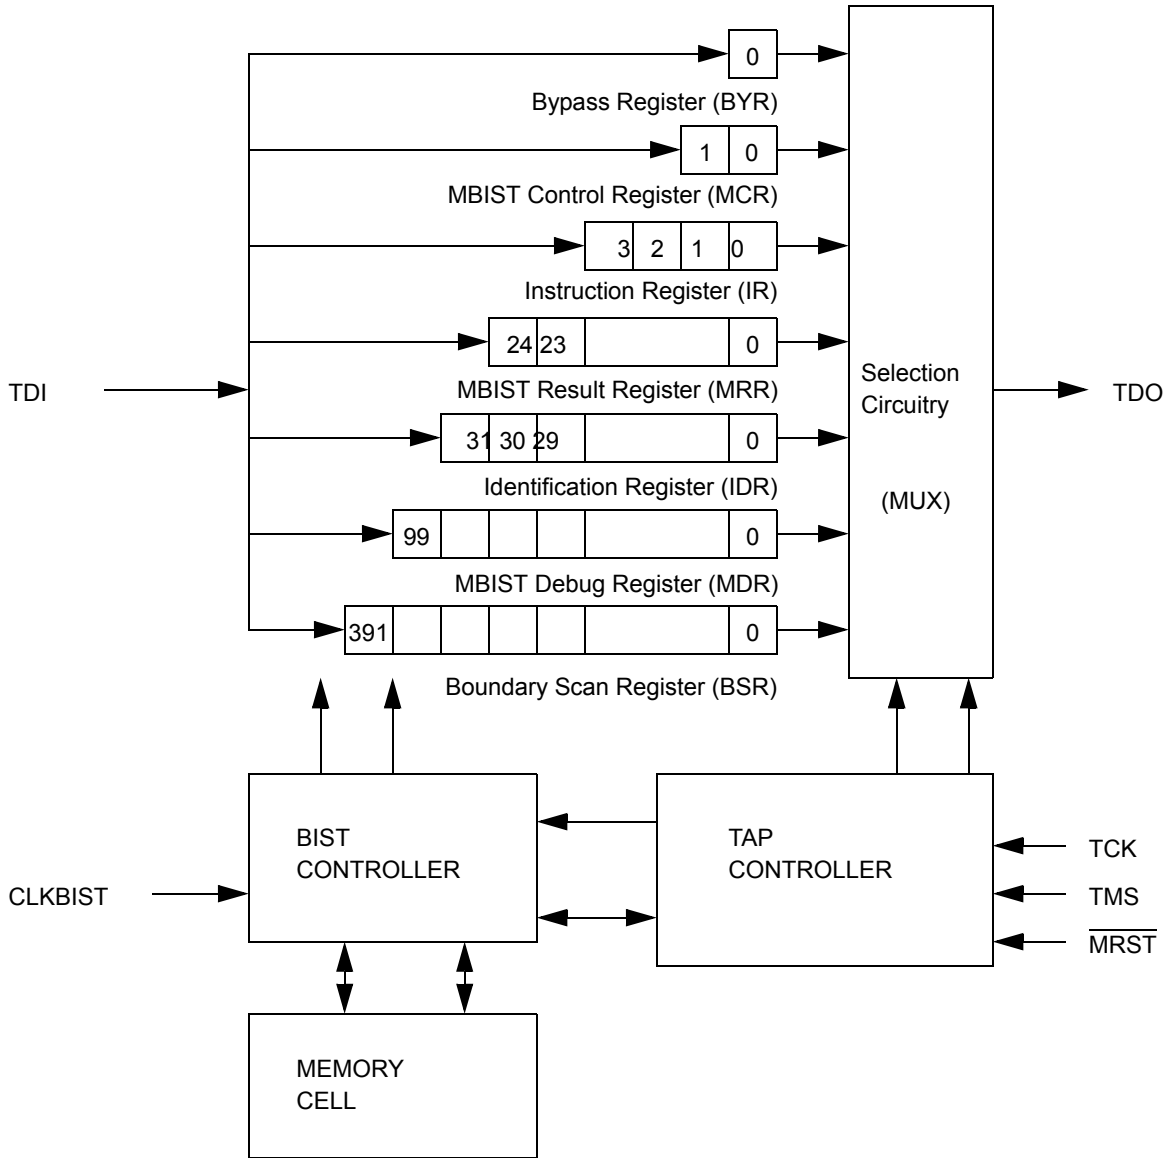 0
Bypass Register (BYR)
1 0
MBIST Control Register (MCR)
3 2 1 0
Instruction Register (IR)
24 23 0
MBIST Result Register (MRR)
31 30 29 0
Identification Register (IDR)
99 0
MBIST Debug Register (MDR)
391 0
Boundary Scan Register (BSR)
TDI
Selection
Circuitry
(MUX)
TDO
BIST
CONTROLLER
TAP
CONTROLLER
CLKBIST
TCK
TMS
MRST
MEMORY
CELL